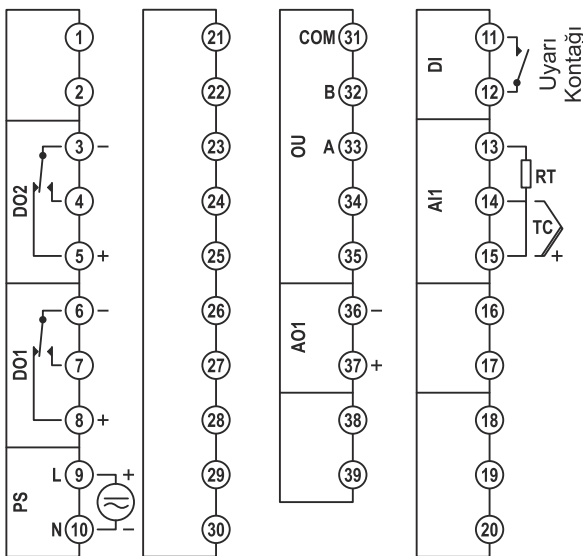 1
2
3 −
4
5 +
DO2
6 −
7
8 +
DO1
L 9 +
N 10 −
PS
21
22
23
24
25
26
27
28
29
30
COM 31
B 32
A 33
34
35
OU
36 −
37 +
AO1
38
39
11
12
DI
Uyarı
Kontağı
13
14
15
AI1
RT
TC
+
16
17
18
19
20